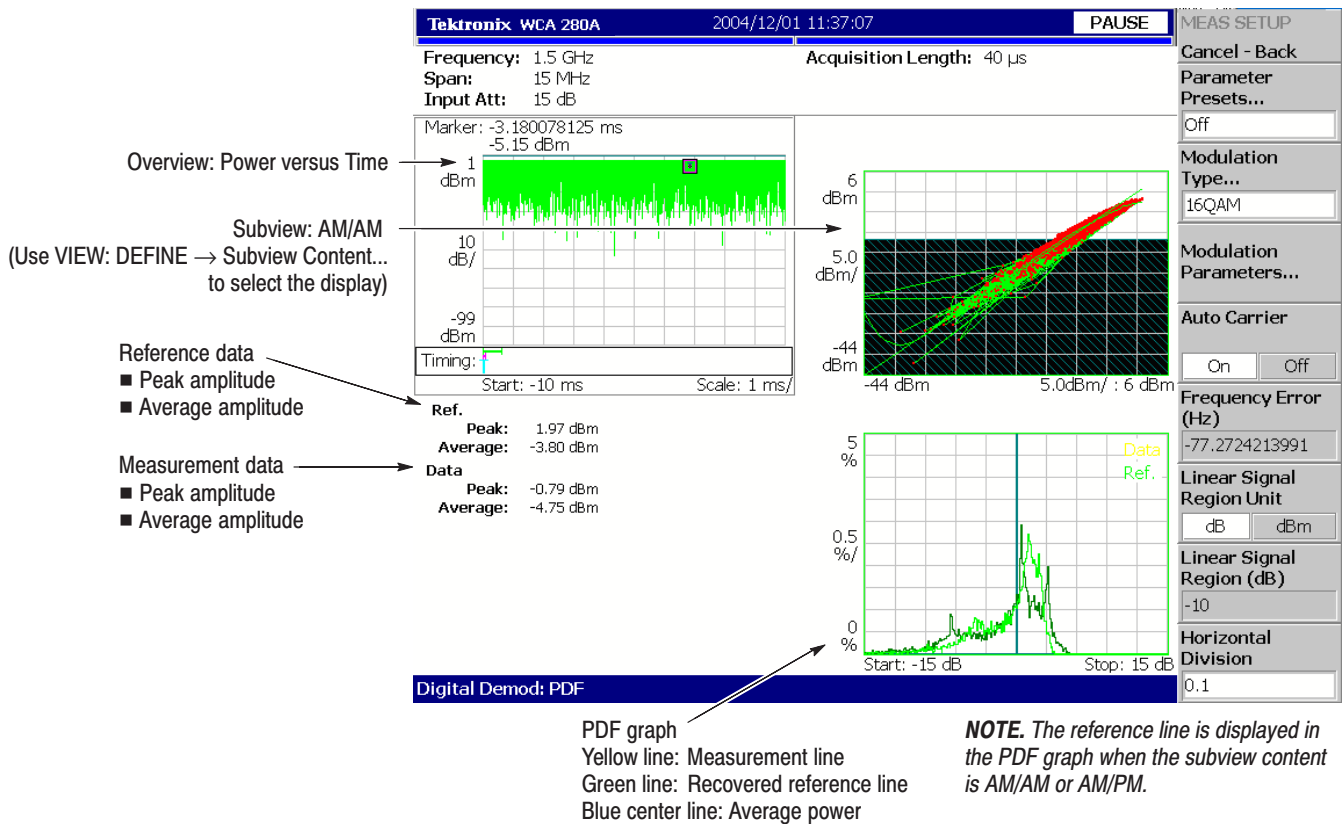 Tektronix WCA 280A 2004/12/01 11:37:07 PAUSE
Frequency: 1.5 GHz
Span: 15 MHz
Input Att: 15 dB
Acquisition Length: 40 µs
Marker: -3.180078125 ms
-5.15 dBm
1
dBm
10
dB/
-99
dBm
Timing:
Start: -10 ms Scale: 1 ms/
6
dBm
5.0
dBm/
-44
dBm
-44 dBm 5.0dBm/ : 6 dBm
Ref.
Peak: 1.97 dBm
Average: -3.80 dBm
Data
Peak: -0.79 dBm
Average: -4.75 dBm
5
%
Data
Ref.
0.5
%/
0
%
Start: -15 dB Stop: 15 dB
Digital Demod: PDF
MEAS SETUP
Cancel - Back
Parameter
Presets...
Off
Modulation
Type...
16QAM
Modulation
Parameters...
Auto Carrier
On Off
Frequency Error
(Hz)
-77.2724213991
Linear Signal
Region Unit
dB dBm
Linear Signal
Region (dB)
-10
Horizontal
Division
0.1
Overview: Power versus Time
Subview: AM/AM
(Use VIEW: DEFINE → Subview Content...
to select the display)
Reference data
■ Peak amplitude
■ Average amplitude
Measurement data
■ Peak amplitude
■ Average amplitude
PDF graph
Yellow line: Measurement line
Green line: Recovered reference line
Blue center line: Average power
NOTE. The reference line is displayed in
the PDF graph when the subview content
is AM/AM or AM/PM.